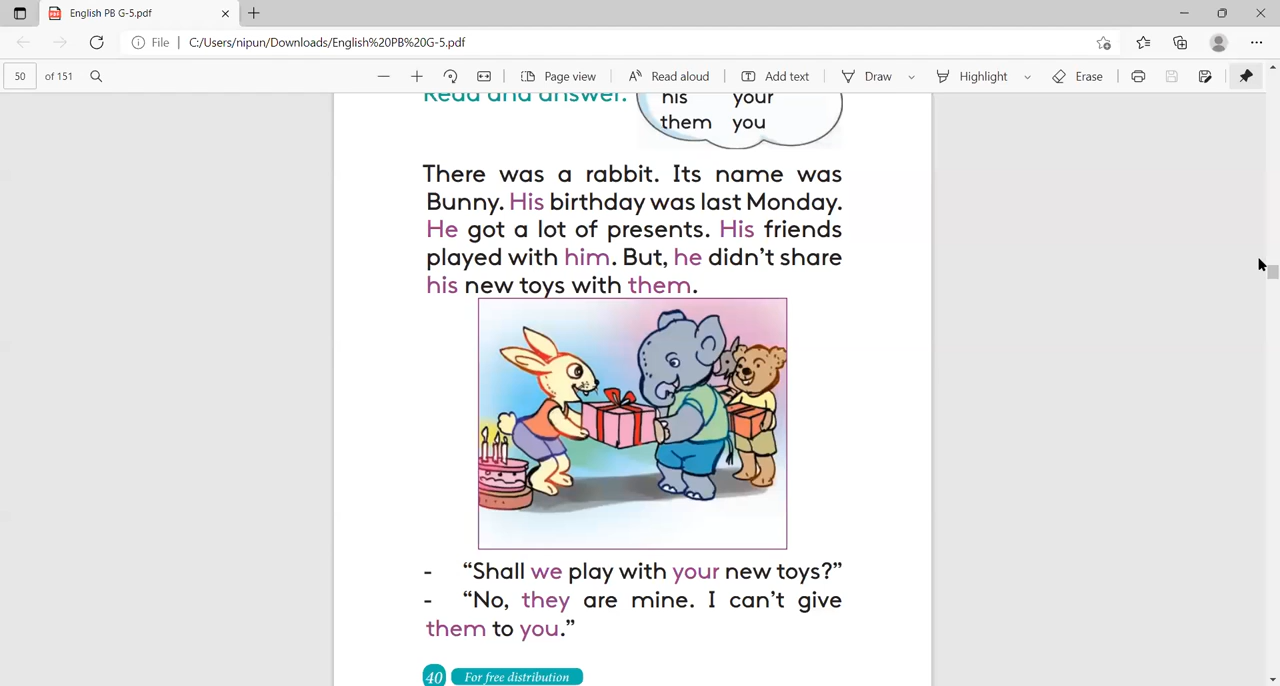 English PB G-5.pdf
File | C:/Users/nipun/Downloads/English%20PB%20G-5.pdf
50 of 151 Page view Read aloud Add text Draw Highlight Erase
Read and answer.
his your
them you
There was a rabbit. Its name was
Bunny. His birthday was last Monday.
He got a lot of presents. His friends
played with him. But, he didn't share
his new toys with them.
- “Shall we play with your new toys?”
- “No, they are mine. I can't give
them to you.”
40 For free distribution